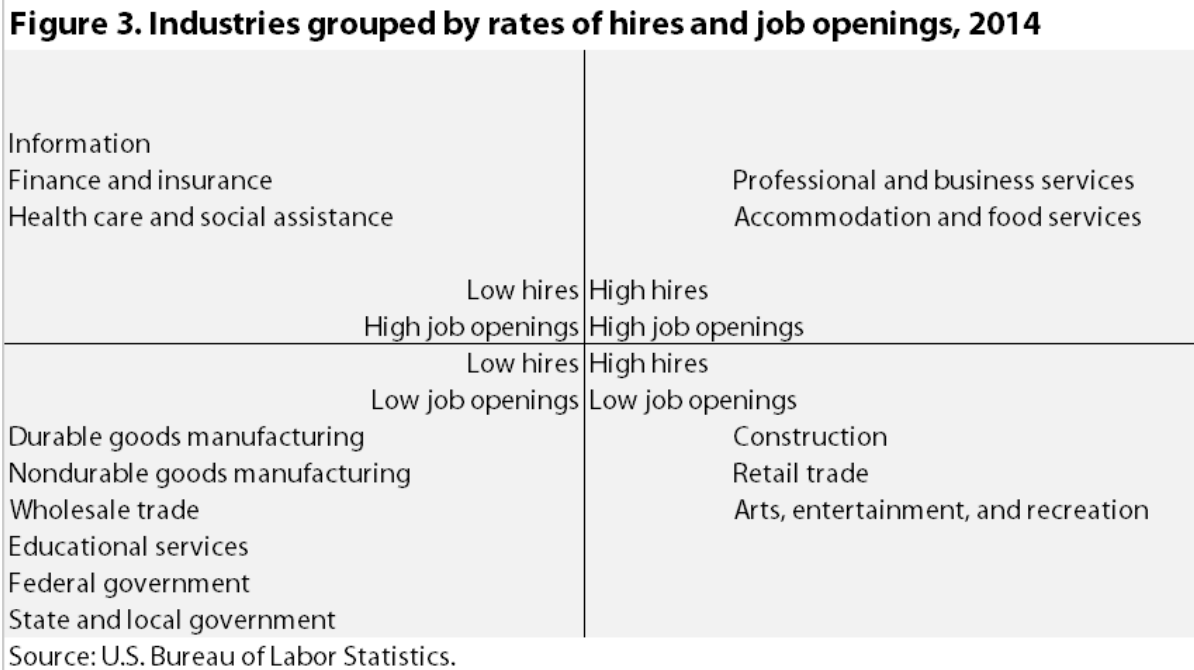 Figure 3. Industries grouped by rates of hires and job openings, 2014
Information
Finance and insurance
Health care and social assistance
Low hires
High job openings
Professional and business services
Accommodation and food services
High hires
High job openings
Low hires
Low job openings
Durable goods manufacturing
Nondurable goods manufacturing
Wholesale trade
Educational services
Federal government
State and local government
High hires
Low job openings
Construction
Retail trade
Arts, entertainment, and recreation
Source: U.S. Bureau of Labor Statistics.